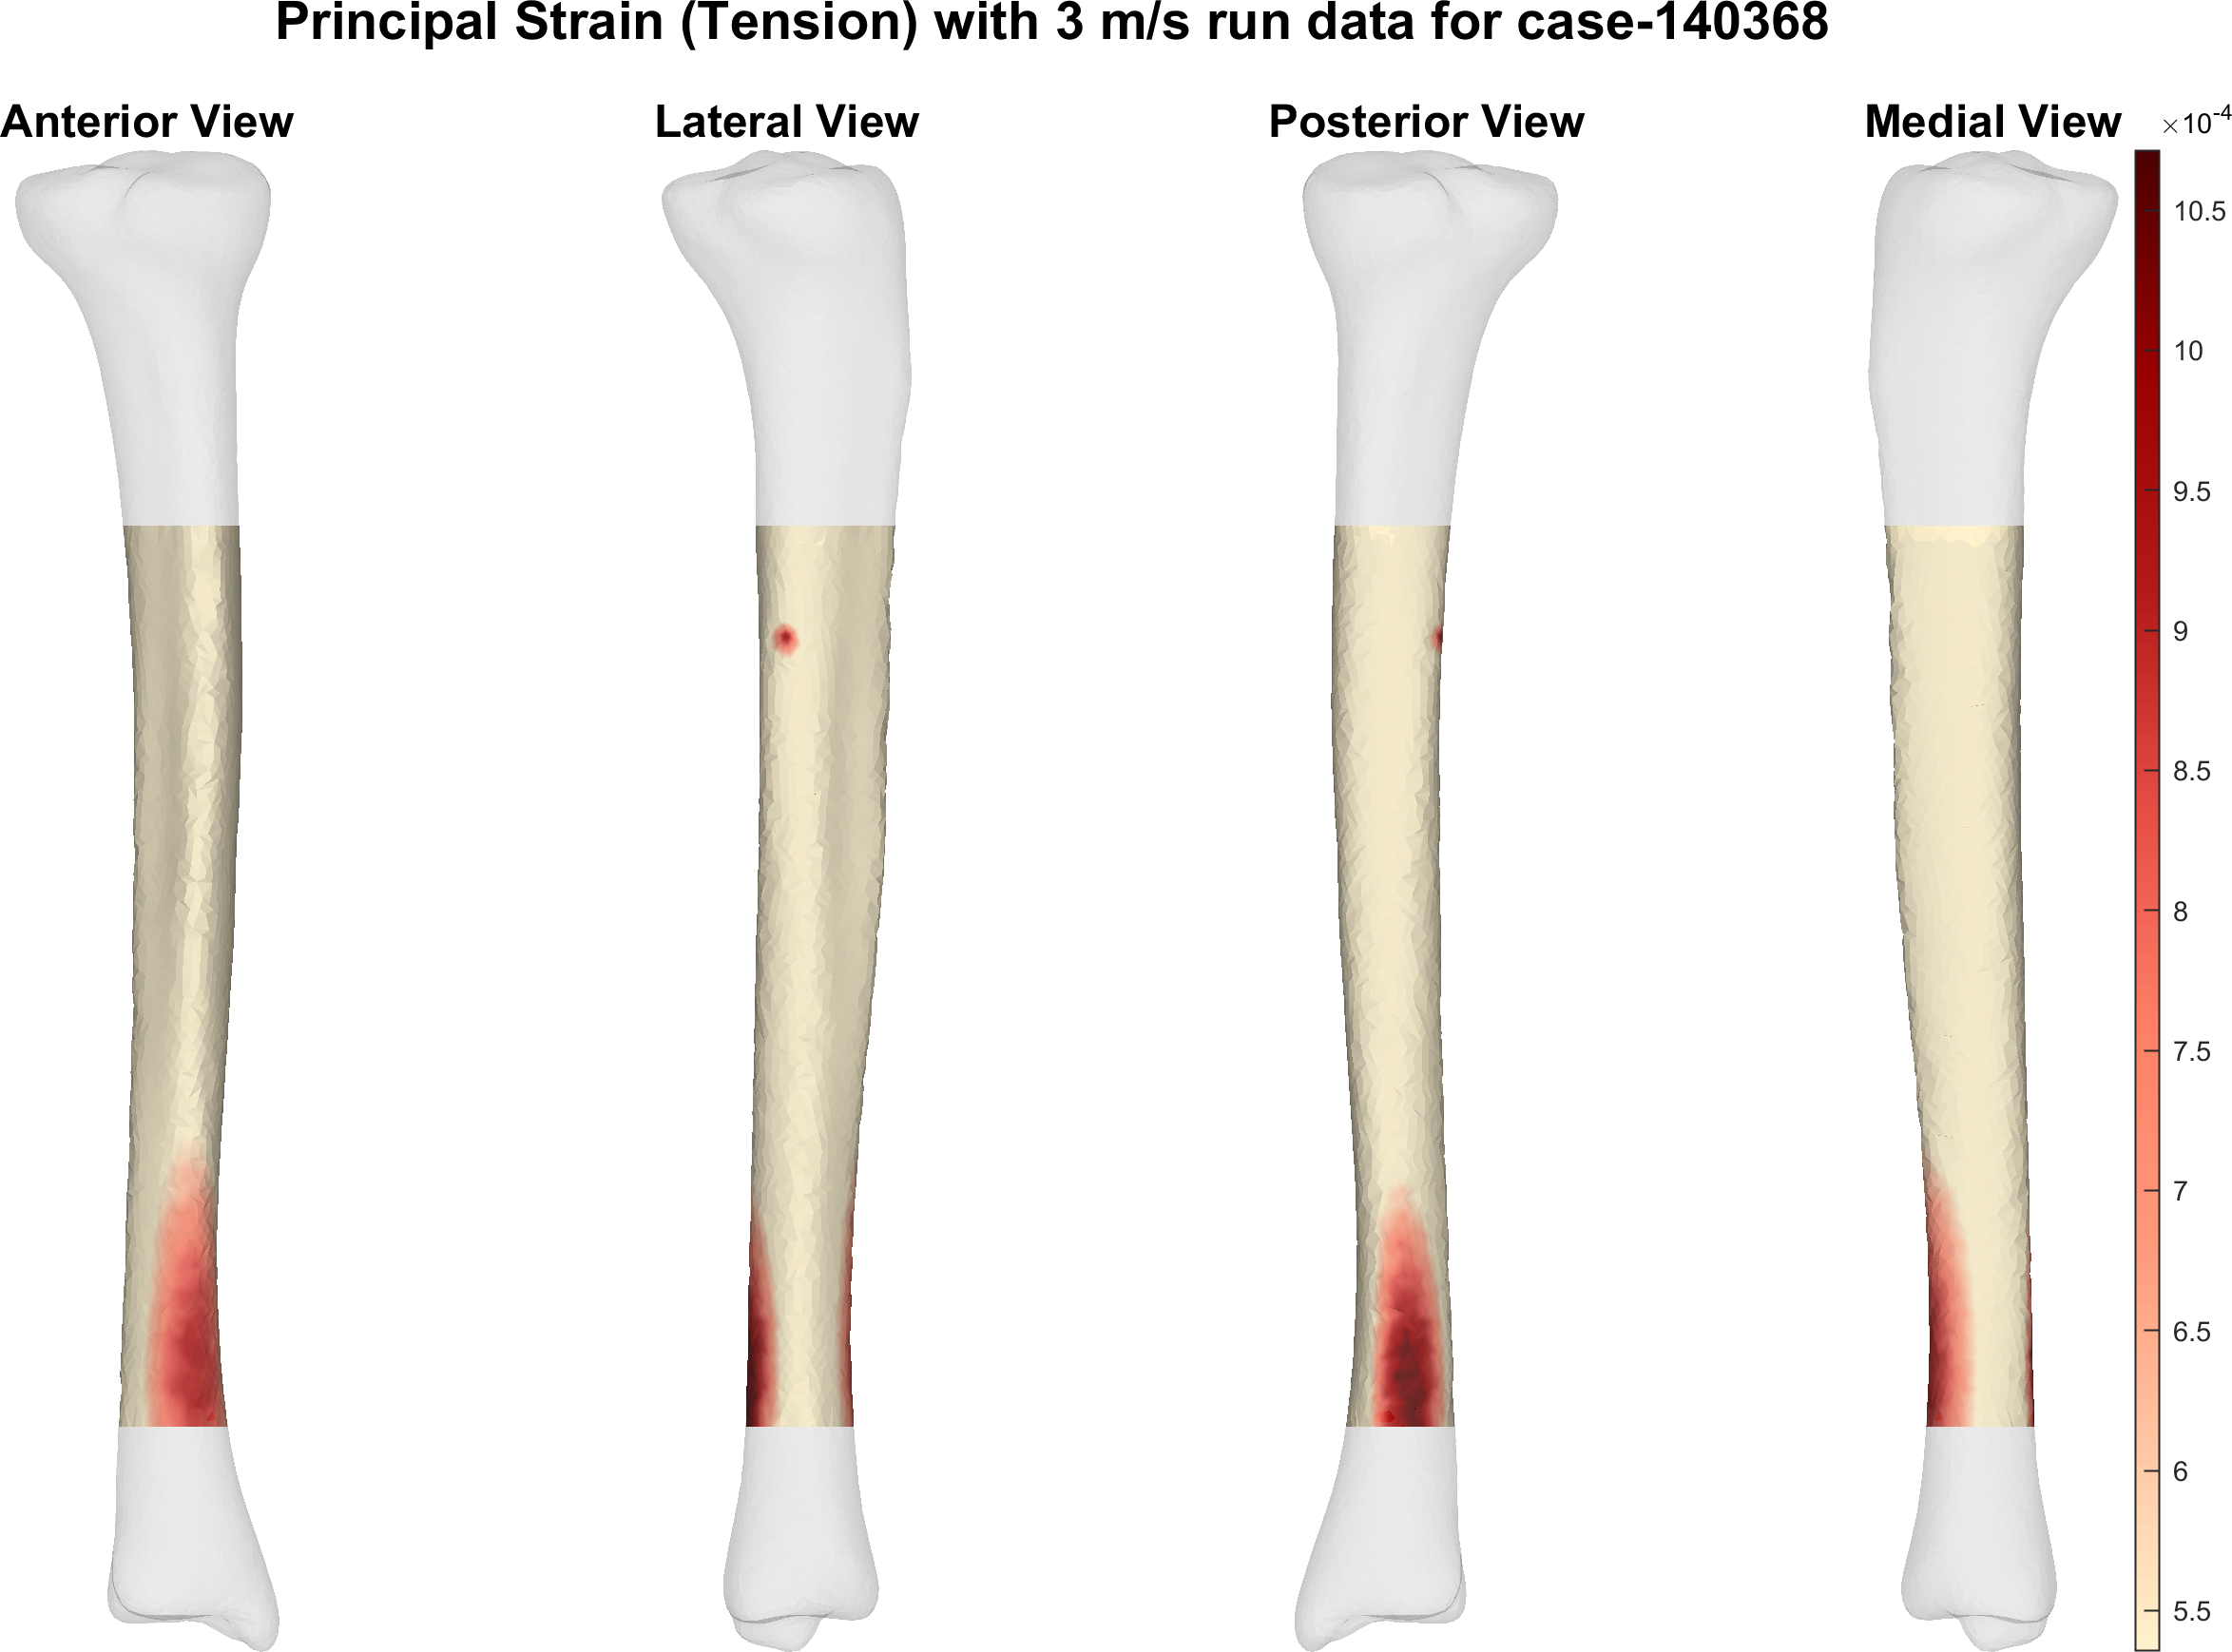 Principal Strain (Tension) with 3 m/s run data for case-140368
Anterior View
Lateral View
Posterior View
Medial View
×10-4
10.5
10
9.5
9
8.5
8
7.5
7
6.5
6
5.5